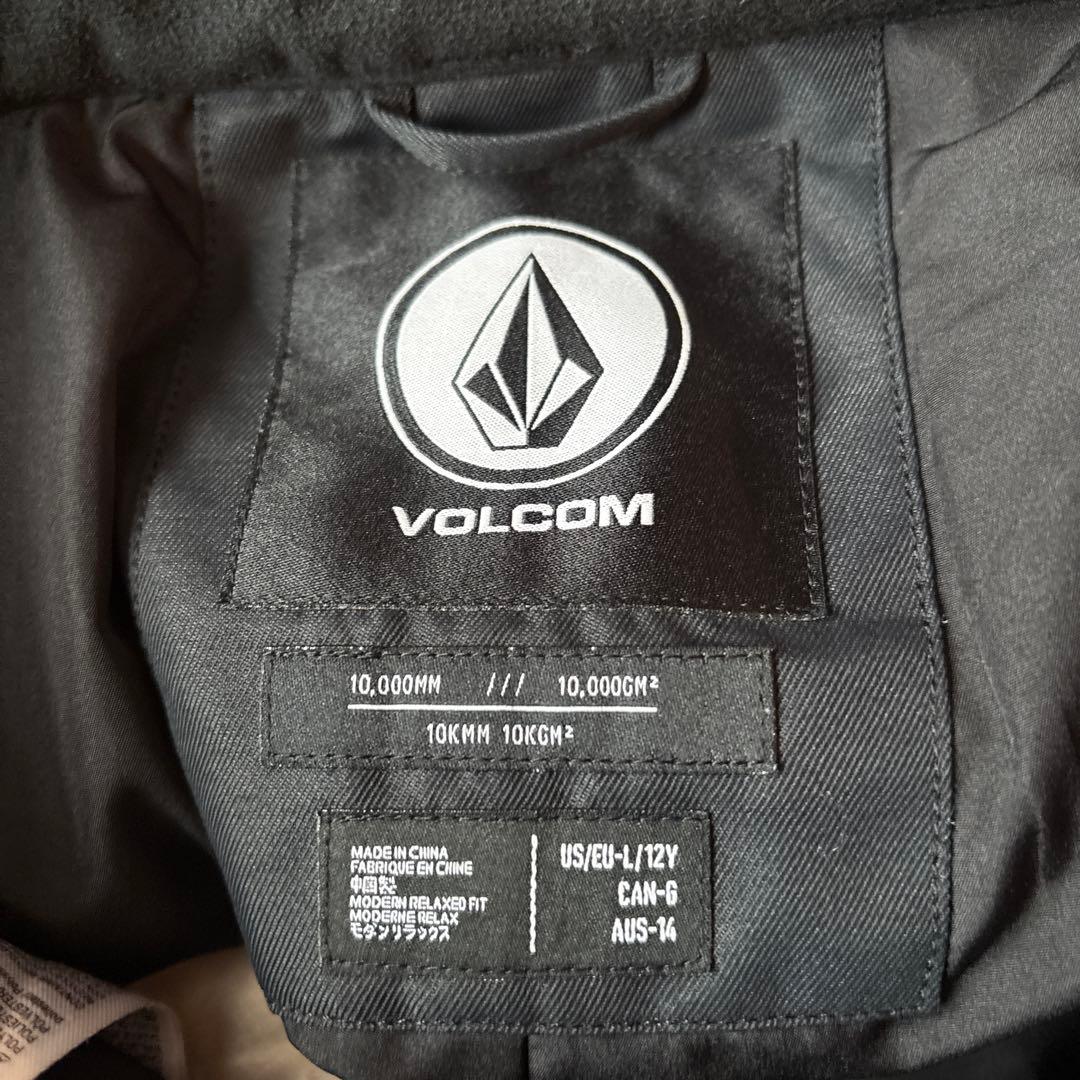 VOLCOM
10,000MM /// 10,000GM²
10KMM 10KGM²
MADE IN CHINA
FABRIQUE EN CHINE
中国製
MODERN RELAXED FIT
MODERNE RELAX
モダンリラックス
US/EU-L/12Y
CAN-G
AUS-14